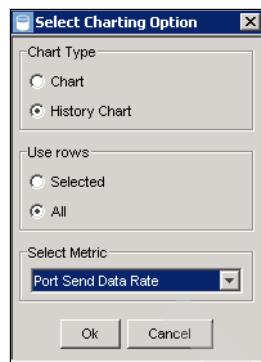 Select Charting Option
Chart Type
Chart
History Chart
Use rows
Selected
All
Select Metric
Port Send Data Rate
Ok Cancel